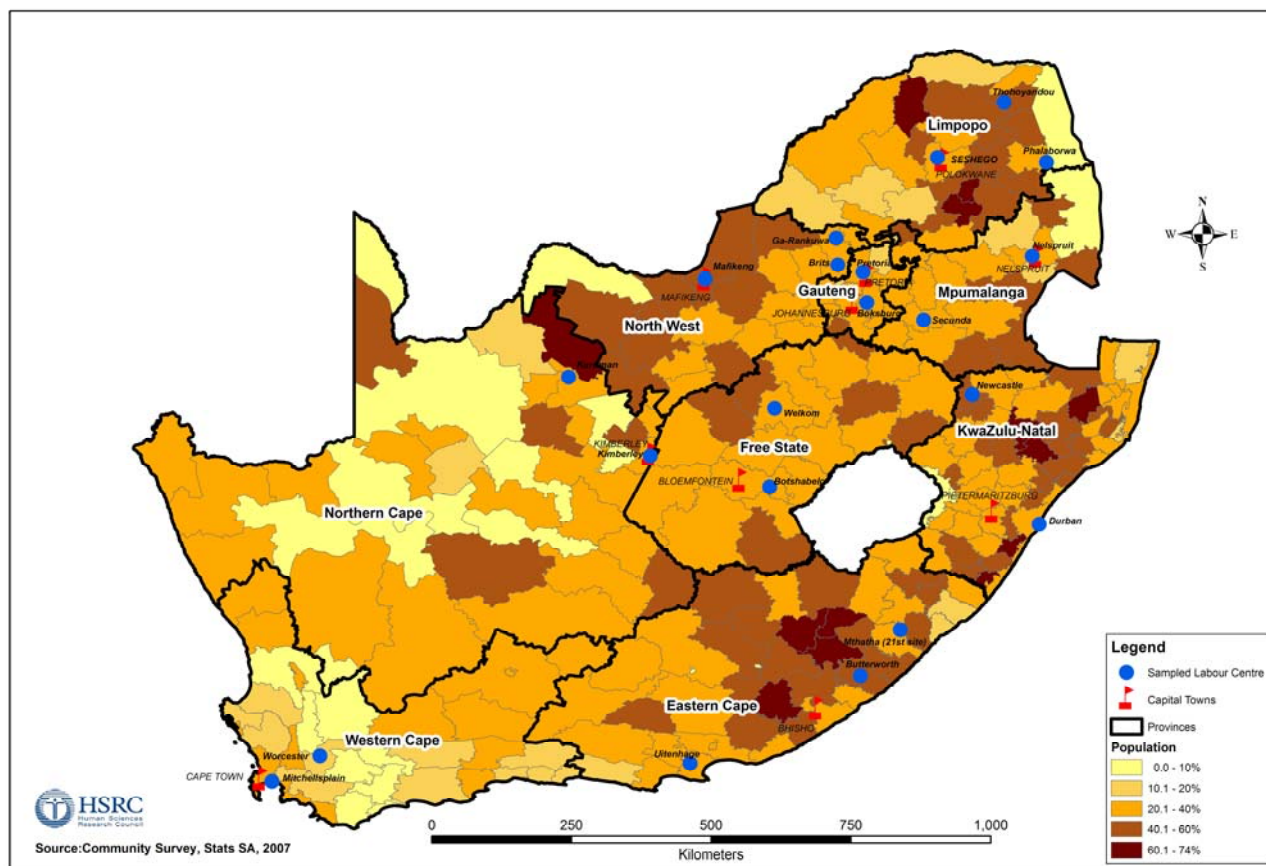 Thohoyandou
Limpopo
SESHEGO
Phalaborwa
POLOKWANE
N
W E
S
Ga-Rankuwa
Nelspruit
Brits
Pretoria
Mafikeng
NELSPRUIT
PRETORIA
MAFIKENG
Gauteng
Mpumalanga
JOHANNESBURG
Boksburg
North West
Secunda
Newcastle
Welkom
KwaZulu-Natal
KIMBERLEY
Kimberley
Free State
BLOEMFONTEIN
Botshabelo
PIETERMARITZBURG
Northern Cape
Durban
Mthatha (21st site)
Butterworth
Eastern Cape
BHISHO
Western Cape
Worcester
Uitenhage
CAPE TOWN
Mitchellsplain
Legend
Sampled Labour Centre
Capital Towns
Provinces
Population
0.0 - 10%
10.1 - 20%
20.1 - 40%
40.1 - 60%
60.1 - 74%
HSRC
Human Sciences
Research Council
Source:Community Survey, Stats SA, 2007
0 250 500 750 1,000
Kilometers